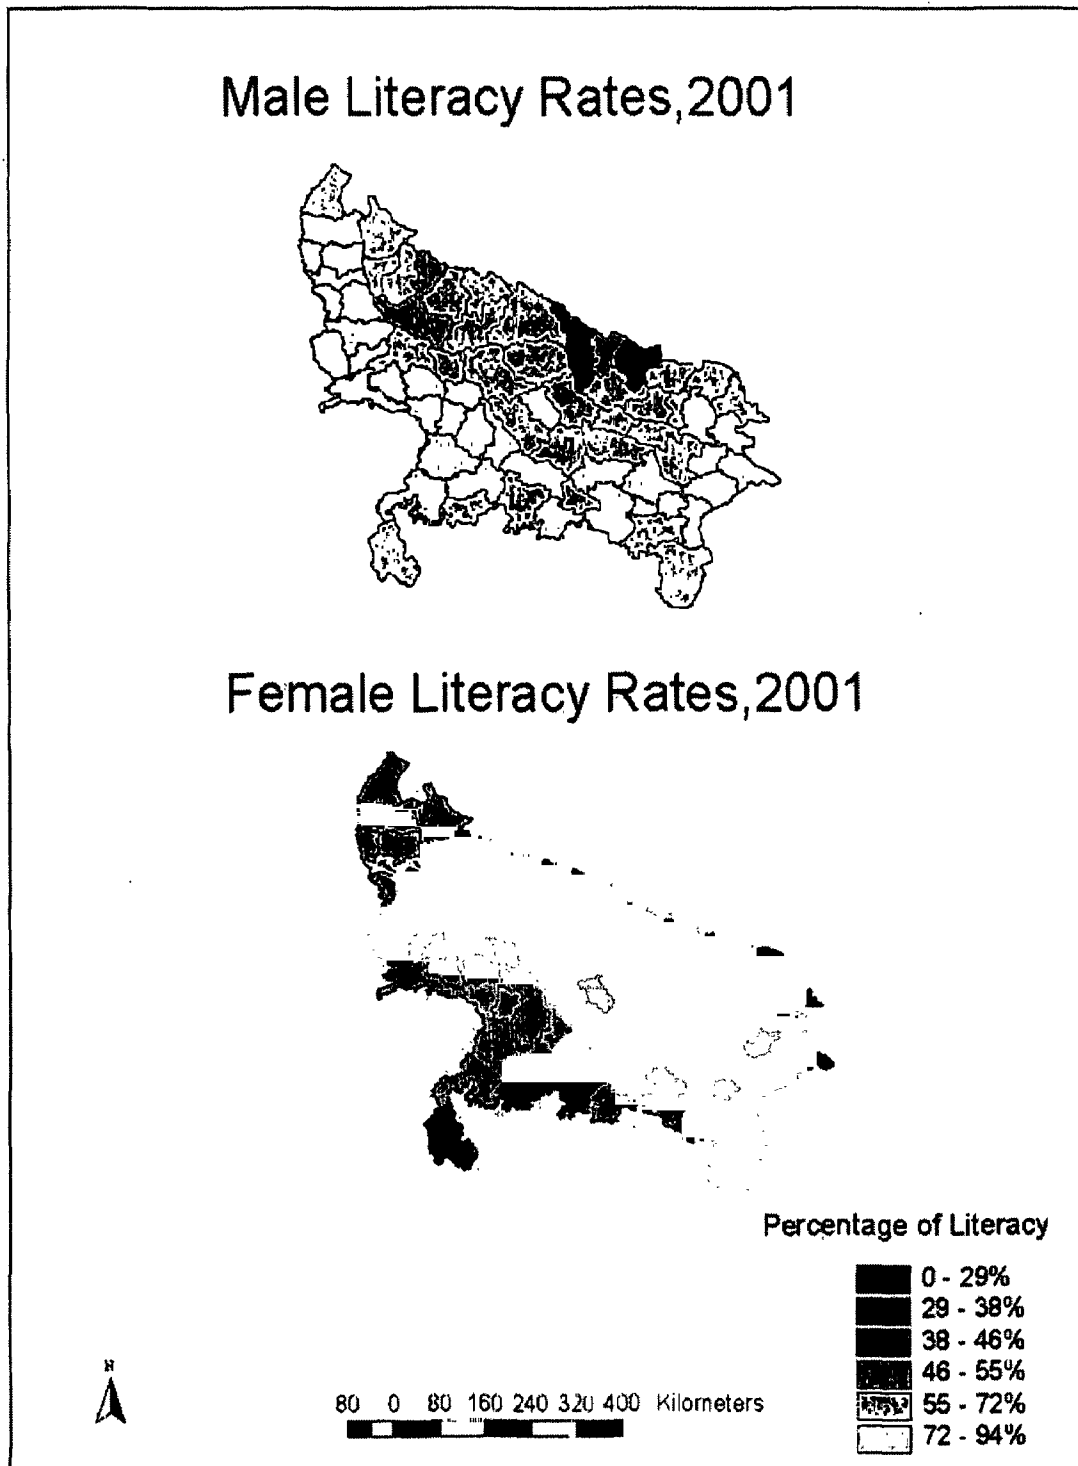 Male Literacy Rates,2001
Female Literacy Rates,2001
Percentage of Literacy
0 - 29%
29 - 38%
38 - 46%
46 - 55%
55 - 72%
72 - 94%
N
80 0 80 160 240 320 400 Kilometers